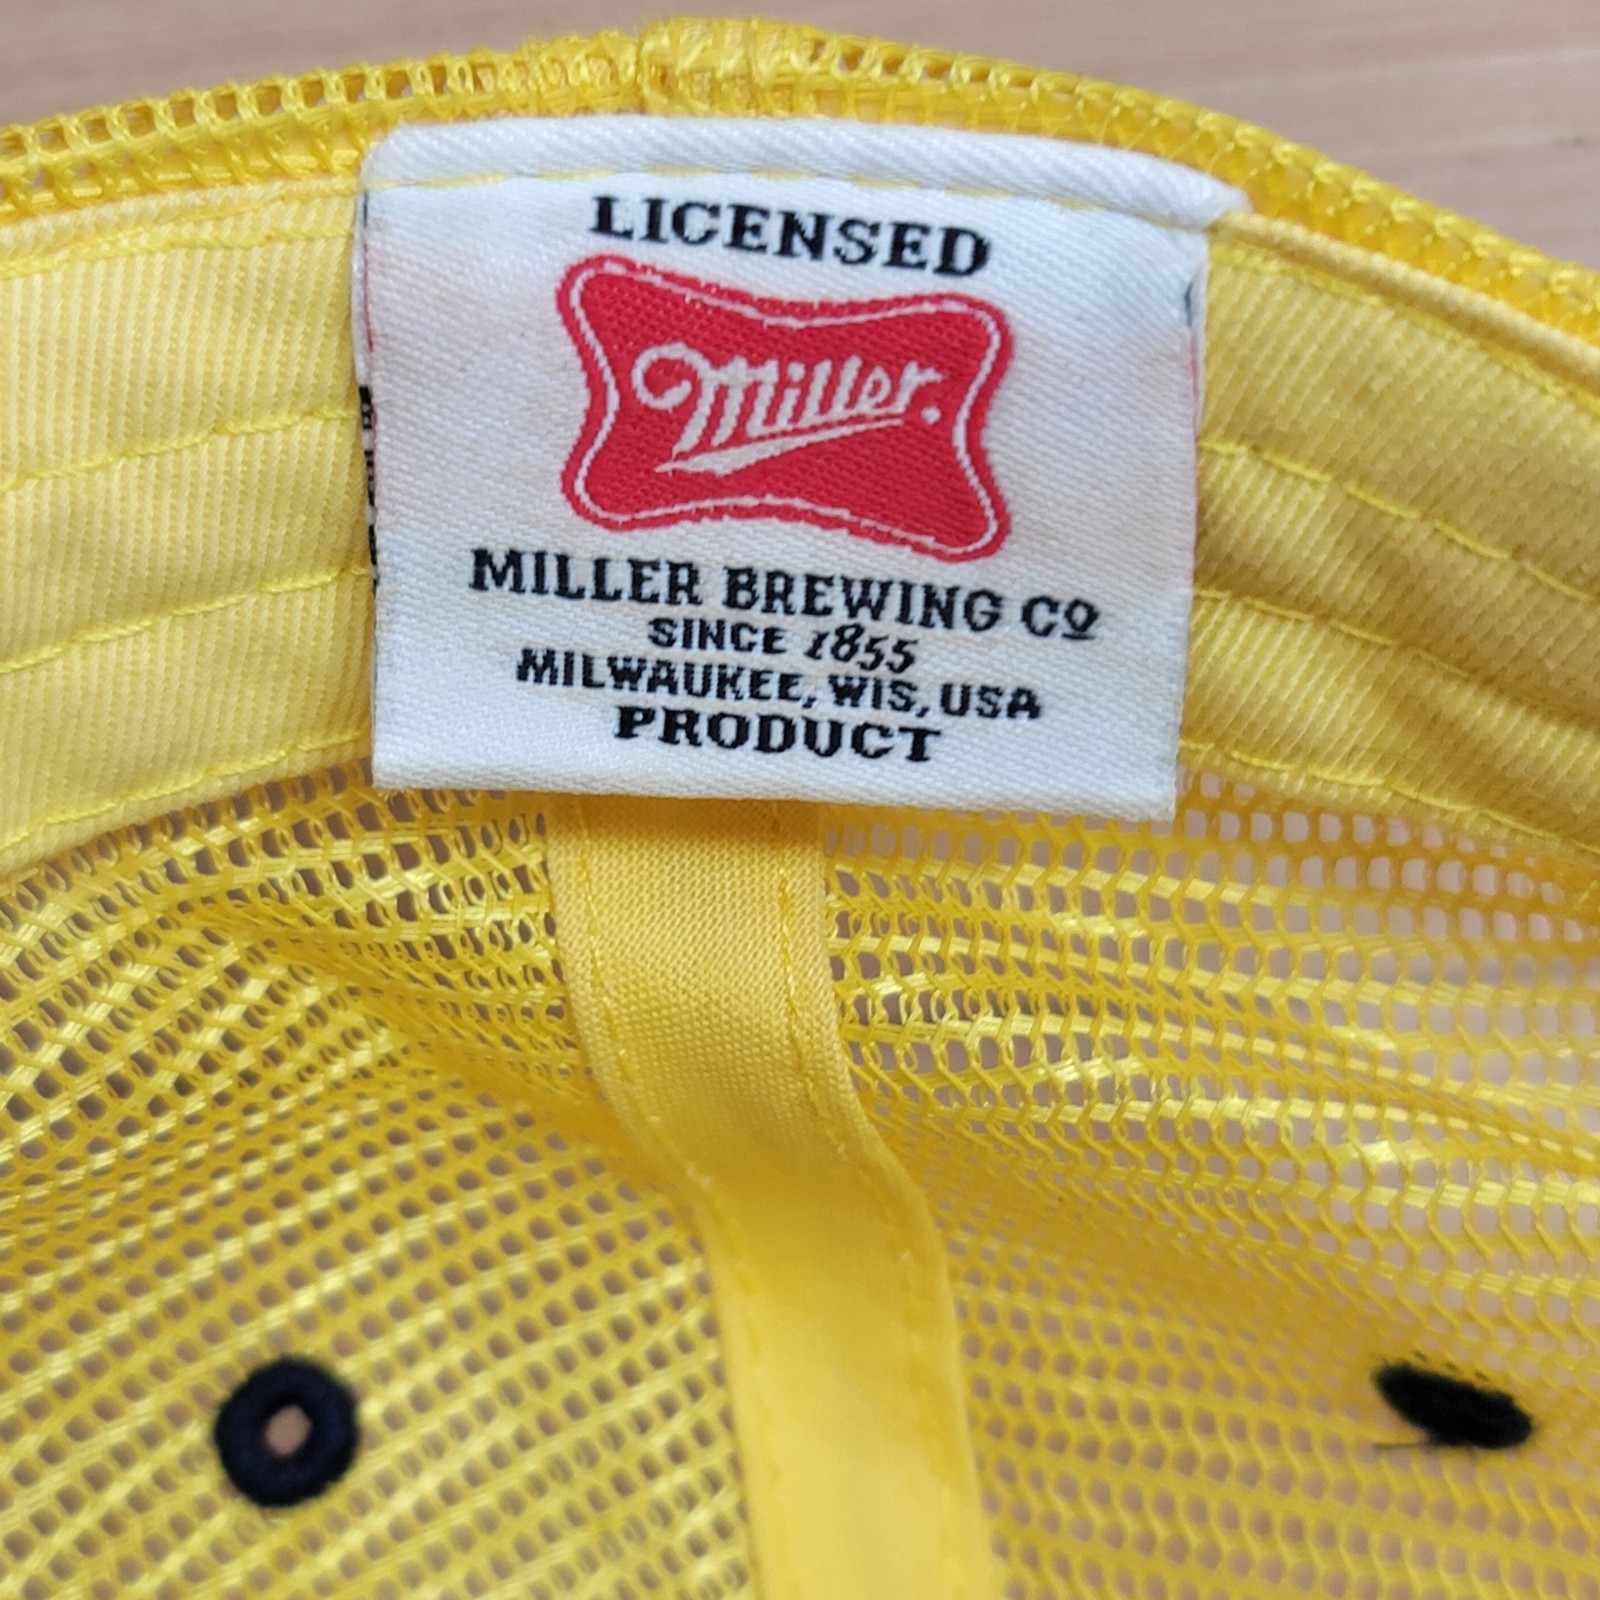 LICENSED
Miller.
MILLER BREWING Co
SINCE 1855
MILWAUKEE, WIS, USA
PRODUCT